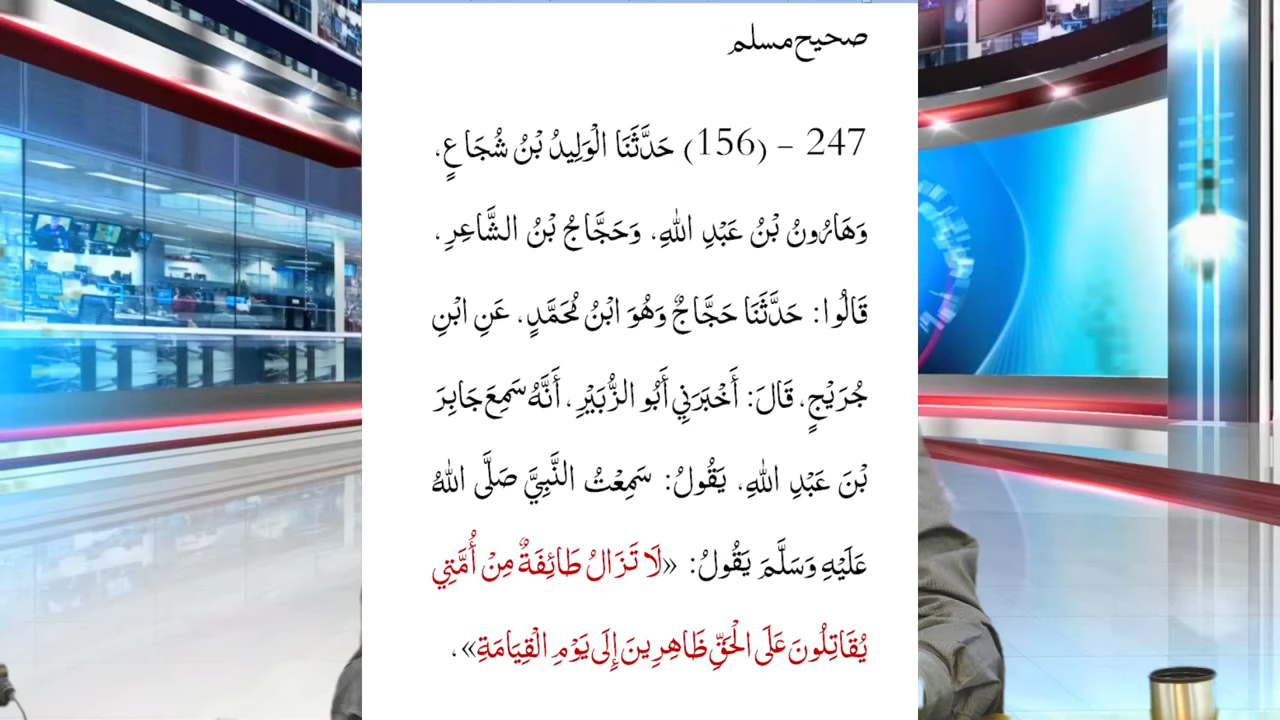 صحيح مسلم
247 - (156) حَدَّثَنَا الْوَلِيدُ بْنُ شُجَاعٍ،
وَهَارُونُ بْنُ عَبْدِ اللهِ، وَحَجَّاجُ بْنُ الشَّاعِرِ،
قَالُوا: حَدَّثَنَا حَجَّاجٌ وَهُوَ ابْنُ مُحَمَّدٍ، عَنِ ابْنِ
جُرَيْجٍ، قَالَ: أَخْبَرَنِي أَبُو الزُّبَيْرِ، أَنَّهُ سَمِعَ جَابِرَ
بْنَ عَبْدِ اللهِ، يَقُولُ: سَمِعْتُ النَّبِيَّ صَلَّى اللهُ
عَلَيْهِ وَسَلَّمَ يَقُولُ: «لَا تَزَالُ طَائِفَةٌ مِنْ أُمَّتِي
يُقَاتِلُونَ عَلَى الْحَقِّ ظَاهِرِينَ إِلَى يَوْمِ الْقِيَامَةِ»،